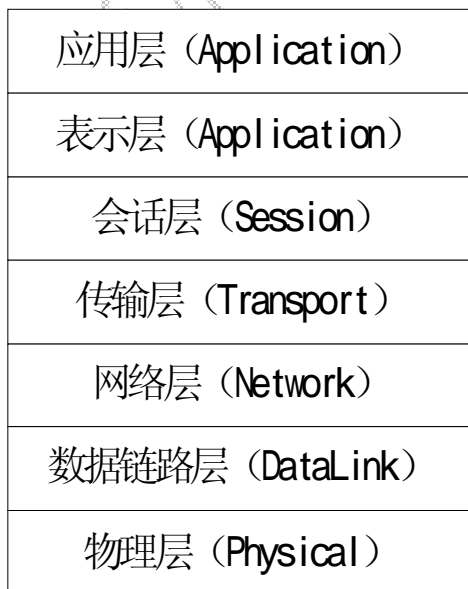 应用层（Application）
表示层（Application）
会话层（Session）
传输层（Transport）
网络层（Network）
数据链路层（DataLink）
物理层（Physical）